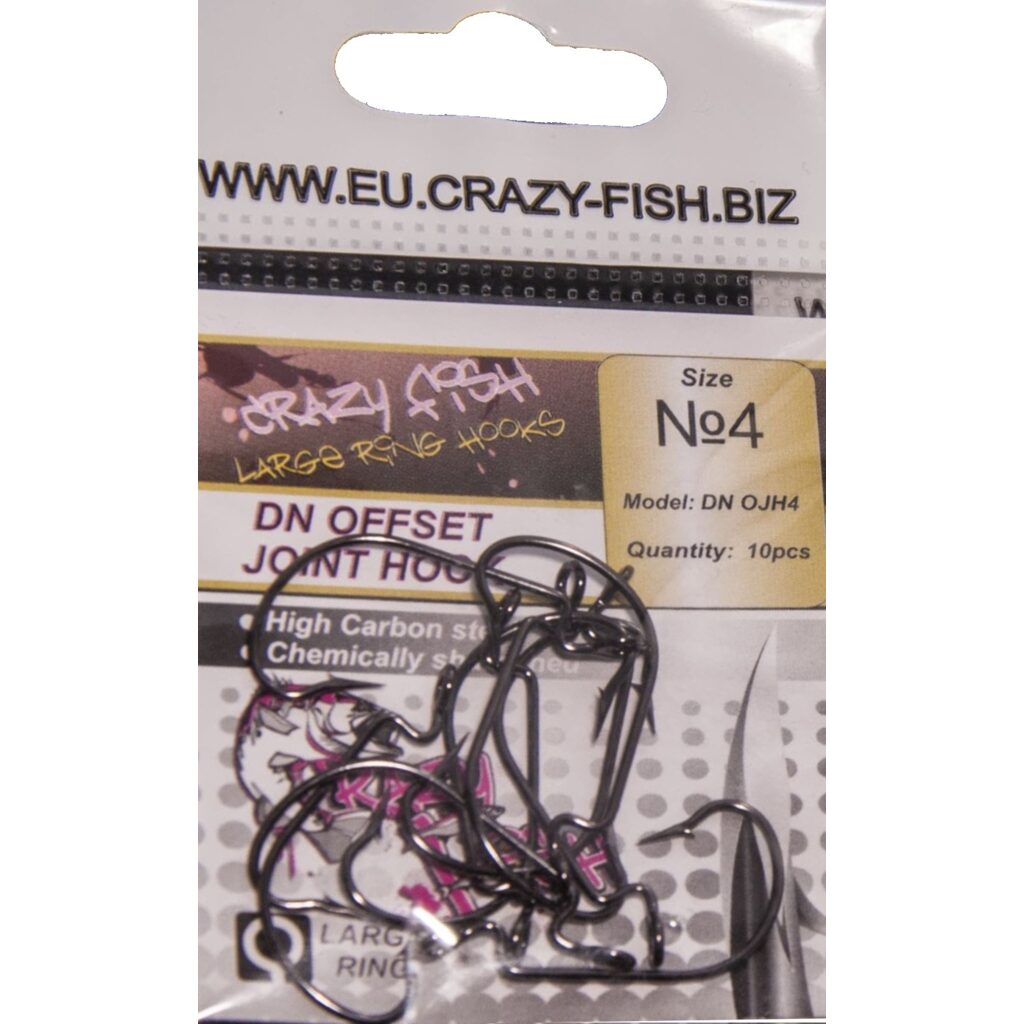 WWW.EU.CRAZY-FISH.BIZ
W
CRAZY FISH
LARGE RING HOOKS
Size
№4
Model: DN OJH4
Quantity: 10pcs
DN OFFSET
JOINT HOOK
• High Carbon
• Chemically
LARGE
RING